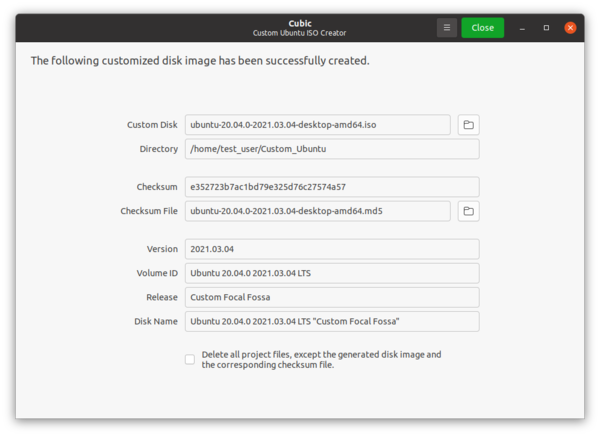 Cubic
Custom Ubuntu ISO Creator
Close
The following customized disk image has been successfully created.
Custom Disk ubuntu-20.04.0-2021.03.04-desktop-amd64.iso
Directory /home/test_user/Custom_Ubuntu
Checksum e352723b7ac1bd79e325d76c27574a57
Checksum File ubuntu-20.04.0-2021.03.04-desktop-amd64.md5
Version 2021.03.04
Volume ID Ubuntu 20.04.0 2021.03.04 LTS
Release Custom Focal Fossa
Disk Name Ubuntu 20.04.0 2021.03.04 LTS "Custom Focal Fossa"
Delete all project files, except the generated disk image and
the corresponding checksum file.